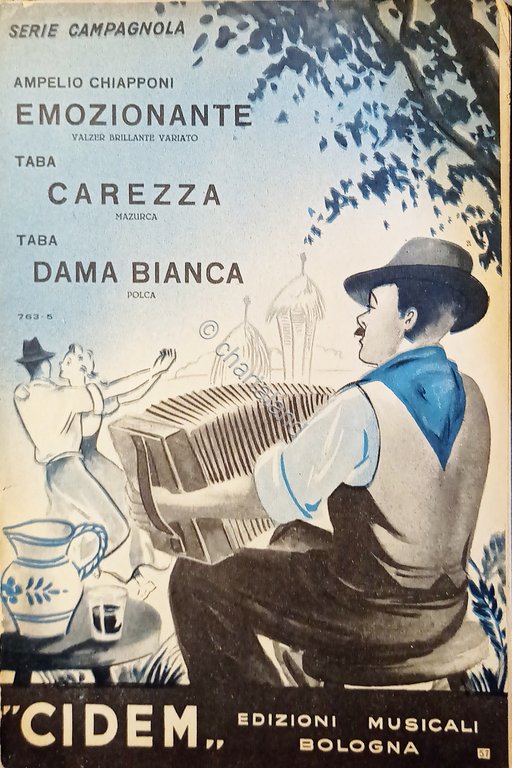 SERIE CAMPAGNOLA
AMPELIO CHIAPPONI
EMOZIONANTE
VALZER BRILLANTE VARIATO
TABA
CAREZZA
MAZURCA
TABA
DAMA BIANCA
POLCA
763-5
"CIDEM„
EDIZIONI MUSICALI
BOLOGNA
57